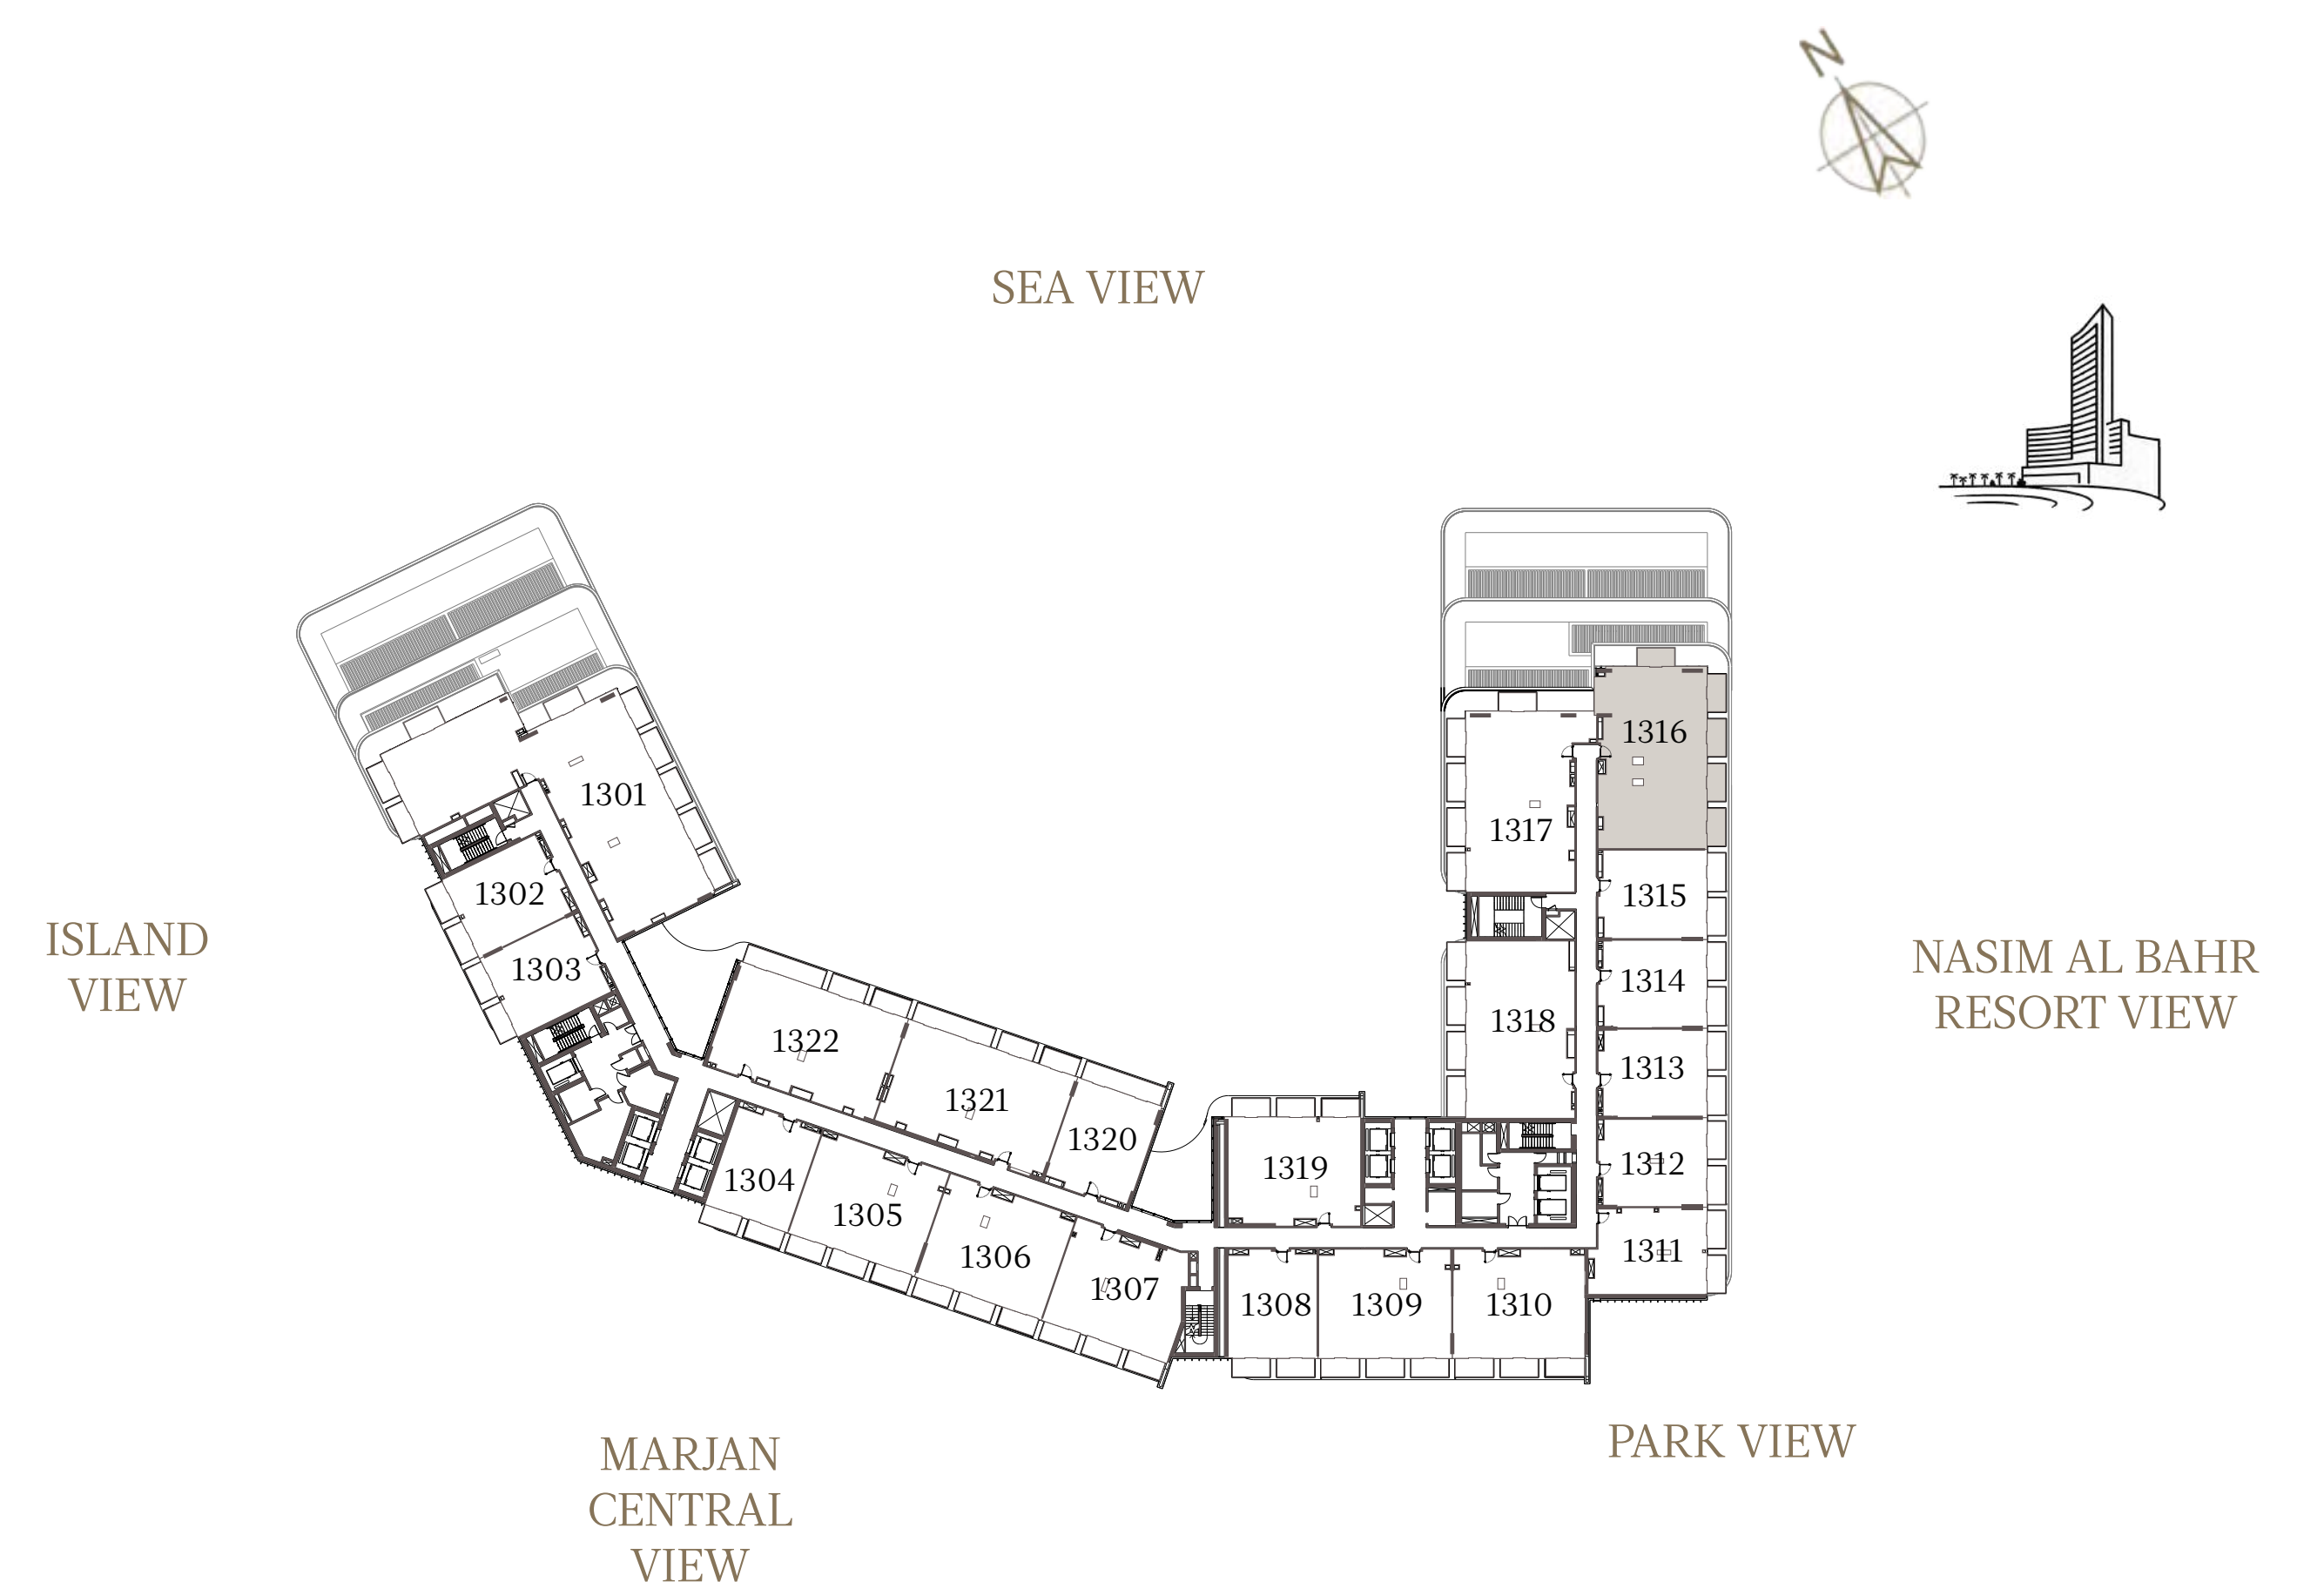 N
SEA VIEW
1301
1302
1303
1304
1305
1306
1307
1308
1309
1310
1311
1312
1313
1314
1315
1316
1317
1318
1319
1320
1321
1322
ISLAND
VIEW
NASIM AL BAHR
RESORT VIEW
MARJAN
CENTRAL
VIEW
PARK VIEW